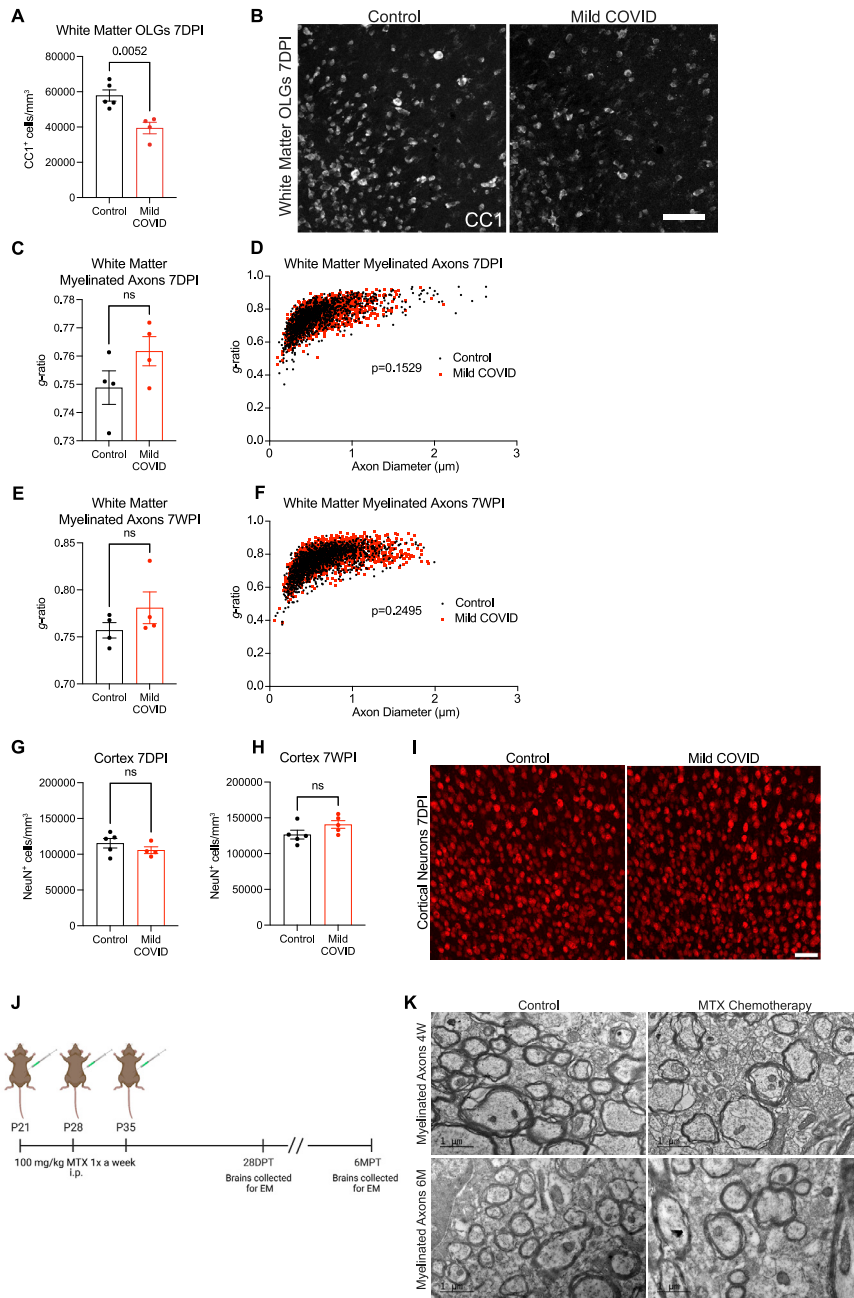 A
White Matter OLGs 7DPI
0.0052
80000
60000
40000
20000
0
CC1⁺ cells/mm³
Control
Mild
COVID
B
Control
Mild COVID
White Matter OLGs 7DPI
CC1
C
White Matter
Myelinated Axons 7DPI
ns
0.78
0.77
0.76
0.75
0.74
0.73
g-ratio
Control
Mild
COVID
D
White Matter Myelinated Axons 7DPI
1.0
0.8
0.6
0.4
0.2
0.0
g-ratio
p=0.1529
Control
Mild COVID
0
1
2
3
Axon Diameter (µm)
E
White Matter
Myelinated Axons 7WPI
ns
0.85
0.80
0.75
0.70
g-ratio
Control
Mild
COVID
F
White Matter Myelinated Axons 7WPI
1.0
0.8
0.6
0.4
0.2
0.0
g-ratio
p=0.2495
Control
Mild COVID
0
1
2
3
Axon Diameter (µm)
G
Cortex 7DPI
ns
200000
150000
100000
50000
0
NeuN⁺ cells/mm³
Control
Mild
COVID
H
Cortex 7WPI
ns
200000
150000
100000
50000
0
NeuN⁺ cells/mm³
Control
Mild
COVID
I
Control
Mild COVID
Cortical Neurons 7DPI
J
P21
P28
P35
100 mg/kg MTX 1x a week
i.p.
28DPT
Brains collected
for EM
6MPT
Brains collected
for EM
K
Control
MTX Chemotherapy
Myelinated Axons 4W
1 µm
1 µm
Myelinated Axons 6M
1 µm
1 µm